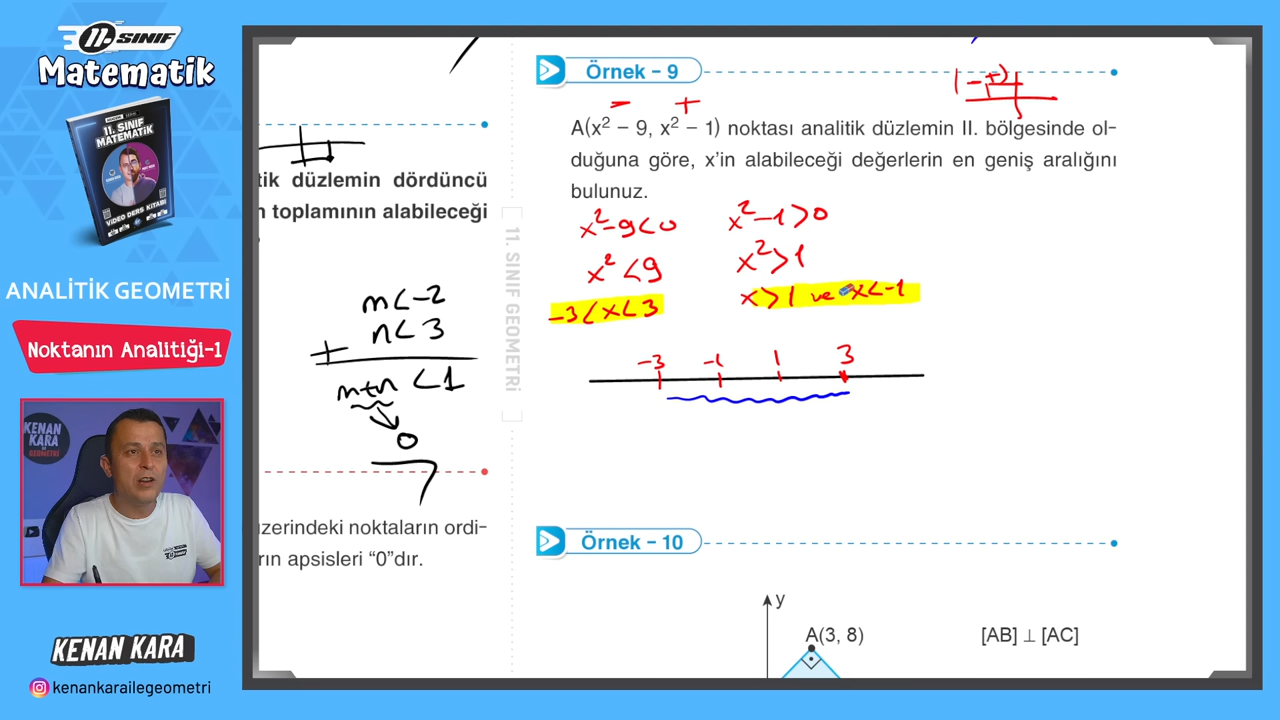 11. SINIF
Matematik
11. SINIF
MATEMATİK
VİDEO DERS KİTABI
ANALİTİK GEOMETRİ
Noktanın Analitiği-1
KENAN
KARA
ile
GEOMETRİ
KENAN KARA
kenankarailegeometri
tik düzlemin dördüncü
n toplamının alabileceği
m<-2
n<3
+
m+n <1
0
üzerindeki noktaların ordi-
rın apsisleri “0”dır.
11. SINIF GEOMETRİ
Örnek - 9
(-,+)
- +
A(x² – 9, x² – 1) noktası analitik düzlemin II. bölgesinde ol-
duğuna göre, x’in alabileceği değerlerin en geniş aralığını
bulunuz.
x²-9<0 x²-1>0
x²<9 x²>1
-3<x<3 x>1 ve x<-1
-3 -1 1 3
Örnek - 10
y
A(3, 8) [AB] ⊥ [AC]